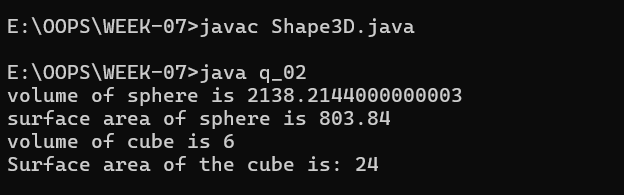 E:\OOPS\WEEK-07>javac Shape3D.java
E:\OOPS\WEEK-07>java q_02
volume of sphere is 2138.2144000000003
surface area of sphere is 803.84
volume of cube is 6
Surface area of the cube is: 24